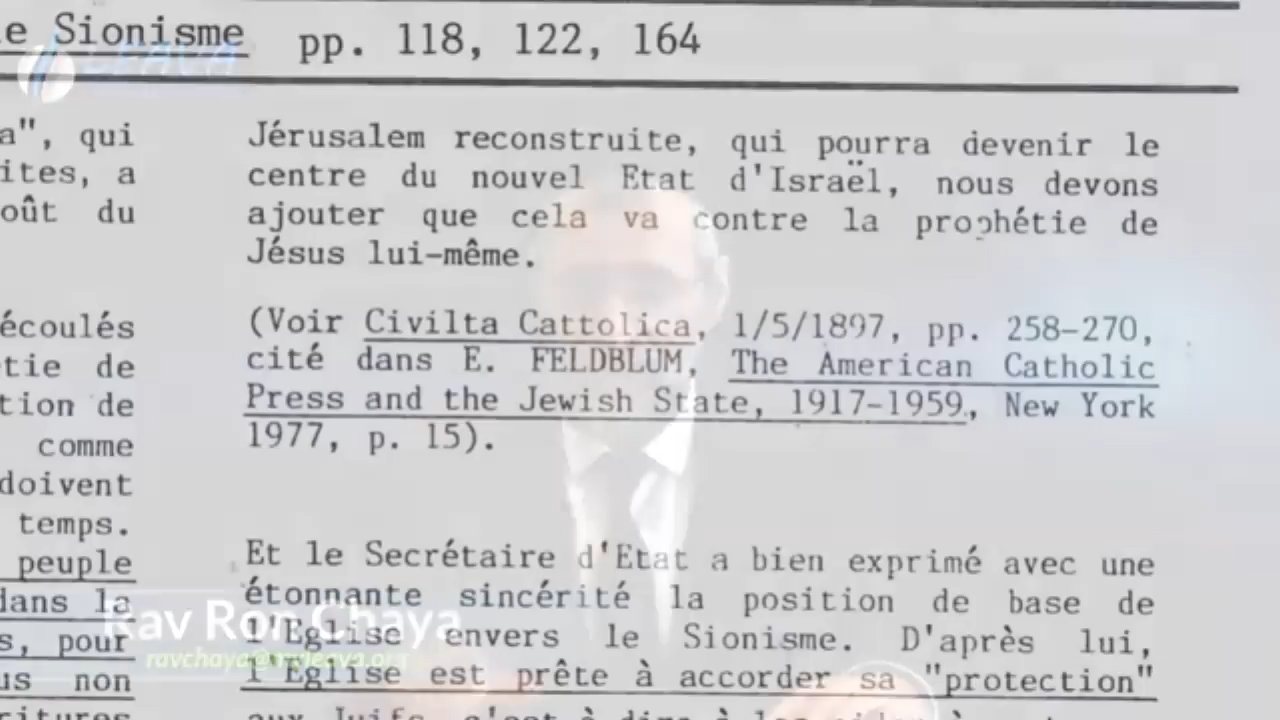 e Sionisme pp. 118, 122, 164
a", qui
ites, a
oût du
écoulés
tie de
tion de
comme
doivent
temps.
peuple
dans la
s, pour
us non
Jérusalem reconstruite, qui pourra devenir le
centre du nouvel Etat d'Israël, nous devons
ajouter que cela va contre la prophétie de
Jésus lui-même.
(Voir Civilta Cattolica, 1/5/1897, pp. 258-270,
cité dans E. FELDBLUM, The American Catholic
Press and the Jewish State, 1917-1959, New York
1977, p. 15).
Et le Secrétaire d'Etat a bien exprimé avec une
étonnante sincérité la position de base de
l'Eglise envers le Sionisme. D'après lui,
l'Eglise est prête à accorder sa "protection"
Rav Ron Chaya